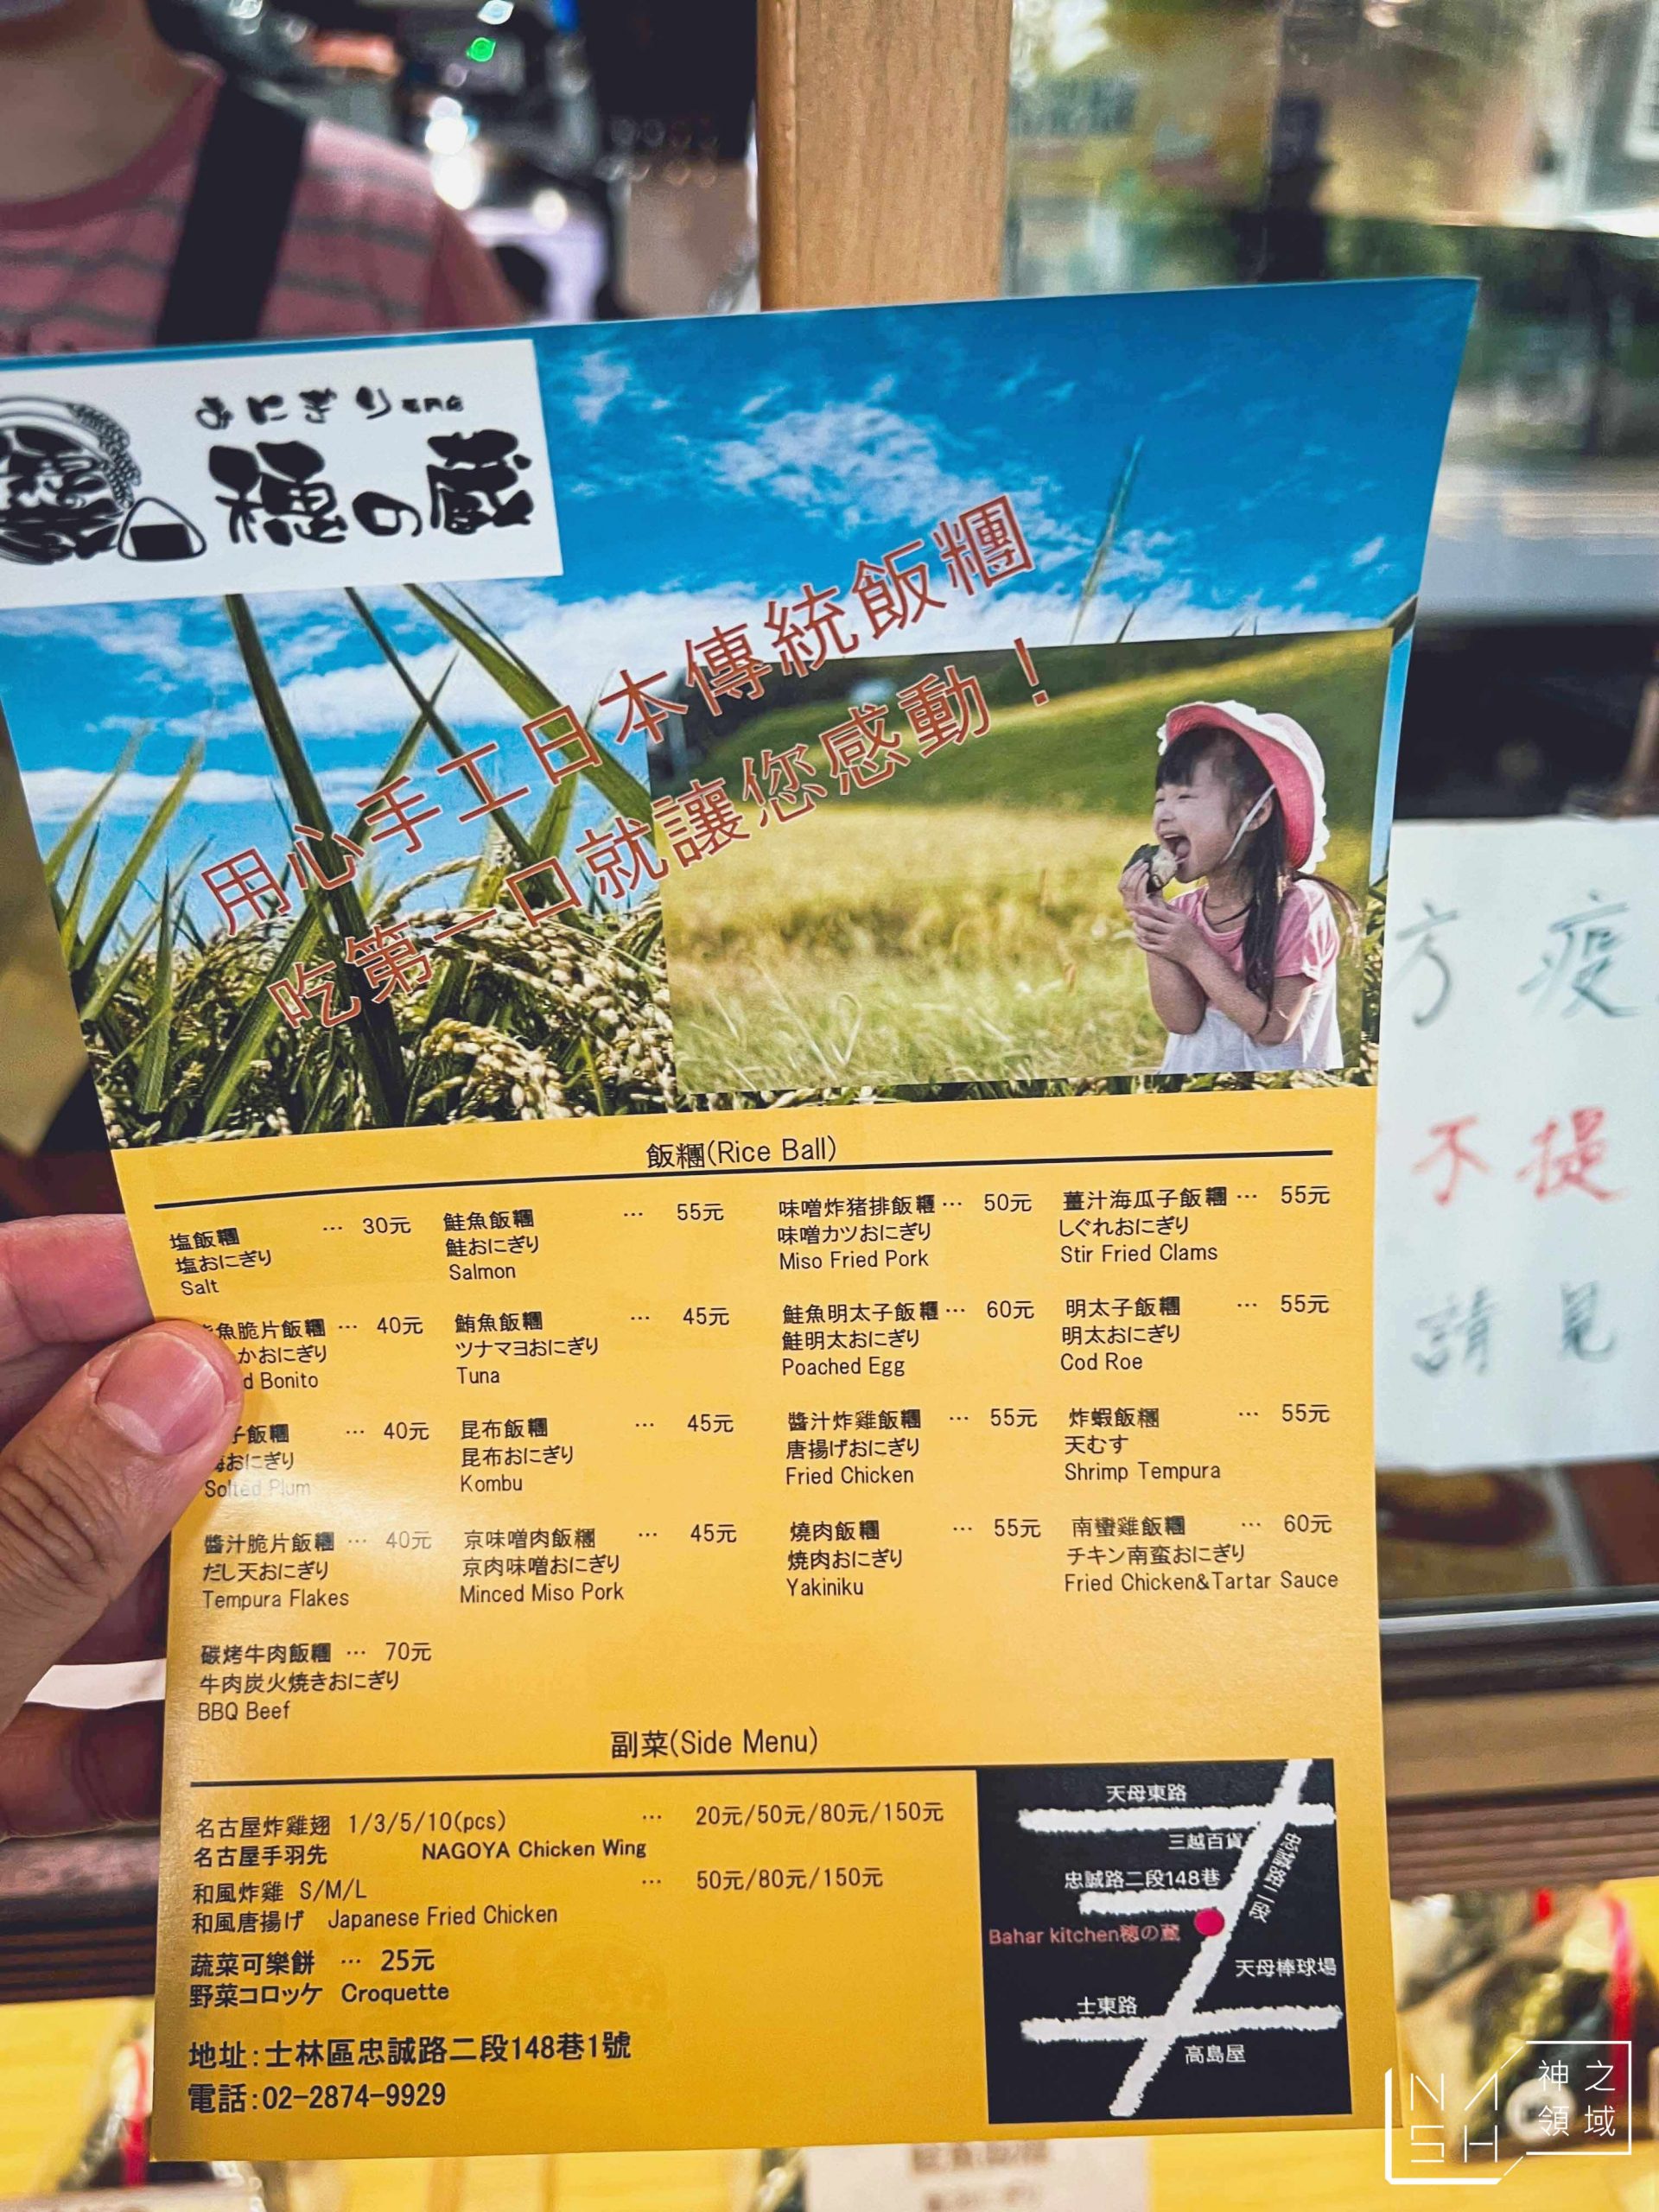 おにぎり
穂の蔵
用心手工日本傳統飯糰
吃第一口就讓您感動！
飯糰(Rice Ball)
塩飯糰 … 30元
塩おにぎり
Salt
魚脆片飯糰 … 40元
かおにぎり
Bonito
子飯糰 … 40元
おにぎり
Solted Plum
醬汁脆片飯糰 … 40元
だし天おにぎり
Tempura Flakes
碳烤牛肉飯糰 … 70元
牛肉炭火焼きおにぎり
BBQ Beef
鮭魚飯糰 … 55元
鮭おにぎり
Salmon
鮪魚飯糰 … 45元
ツナマヨおにぎり
Tuna
昆布飯糰 … 45元
昆布おにぎり
Kombu
京味噌肉飯糰 … 45元
京肉味噌おにぎり
Minced Miso Pork
味噌炸猪排飯糰 … 50元
味噌カツおにぎり
Miso Fried Pork
鮭魚明太子飯糰 … 60元
鮭明太おにぎり
Poached Egg
醬汁炸雞飯糰 … 55元
唐揚げおにぎり
Fried Chicken
燒肉飯糰 … 55元
焼肉おにぎり
Yakiniku
薑汁海瓜子飯糰 … 55元
しぐれおにぎり
Stir Fried Clams
明太子飯糰 … 55元
明太おにぎり
Cod Roe
炸蝦飯糰 … 55元
天むす
Shrimp Tempura
南蠻雞飯糰 … 60元
チキン南蛮おにぎり
Fried Chicken&Tartar Sauce
副菜(Side Menu)
名古屋炸雞翅 1/3/5/10(pcs) … 20元/50元/80元/150元
名古屋手羽先 NAGOYA Chicken Wing
和風炸雞 S/M/L … 50元/80元/150元
和風唐揚げ Japanese Fried Chicken
蔬菜可樂餅 … 25元
野菜コロッケ Croquette
地址:士林區忠誠路二段148巷1號
電話:02-2874-9929
天母東路
三越百貨
忠誠路二段
忠誠路二段148巷
Bahar kitchen穂の蔵
天母棒球場
士東路
高島屋
疫
不提
請見
NASH
神之
領域